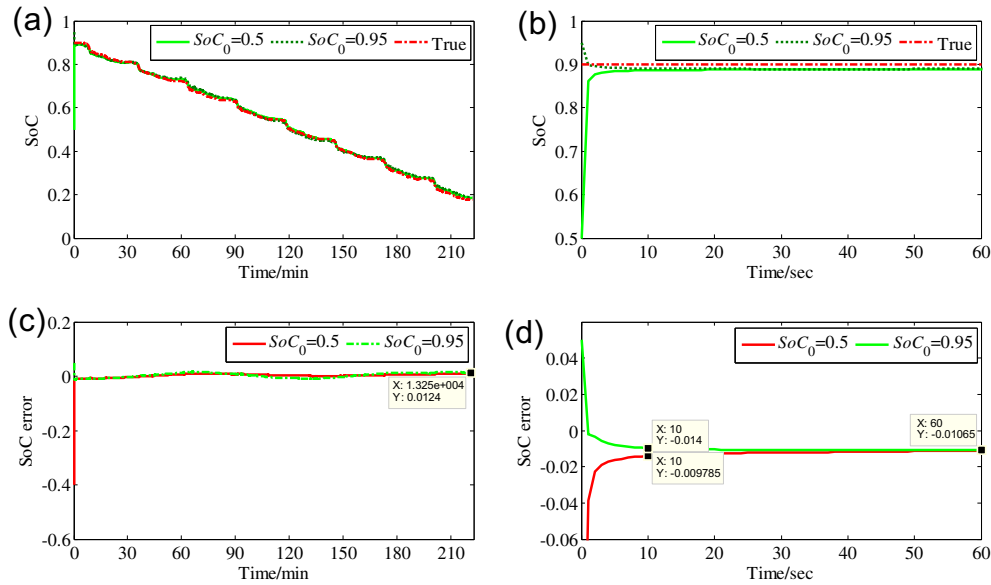 (a)
1
0.8
0.6
0.4
0.2
0
SoC
SoC0=0.5 SoC0=0.95 True
0 30 60 90 120 150 180 210
Time/min
(b)
1
0.9
0.8
0.7
0.6
0.5
SoC
SoC0=0.5 SoC0=0.95 True
0 10 20 30 40 50 60
Time/sec
(c)
0.2
0
-0.2
-0.4
-0.6
SoC error
SoC0=0.5 SoC0=0.95
X: 1.325e+004
Y: 0.0124
0 30 60 90 120 150 180 210
Time/min
(d)
0.04
0.02
0
-0.02
-0.04
-0.06
SoC error
SoC0=0.5 SoC0=0.95
X: 10
Y: -0.014
X: 10
Y: -0.009785
X: 60
Y: -0.01065
0 10 20 30 40 50 60
Time/sec